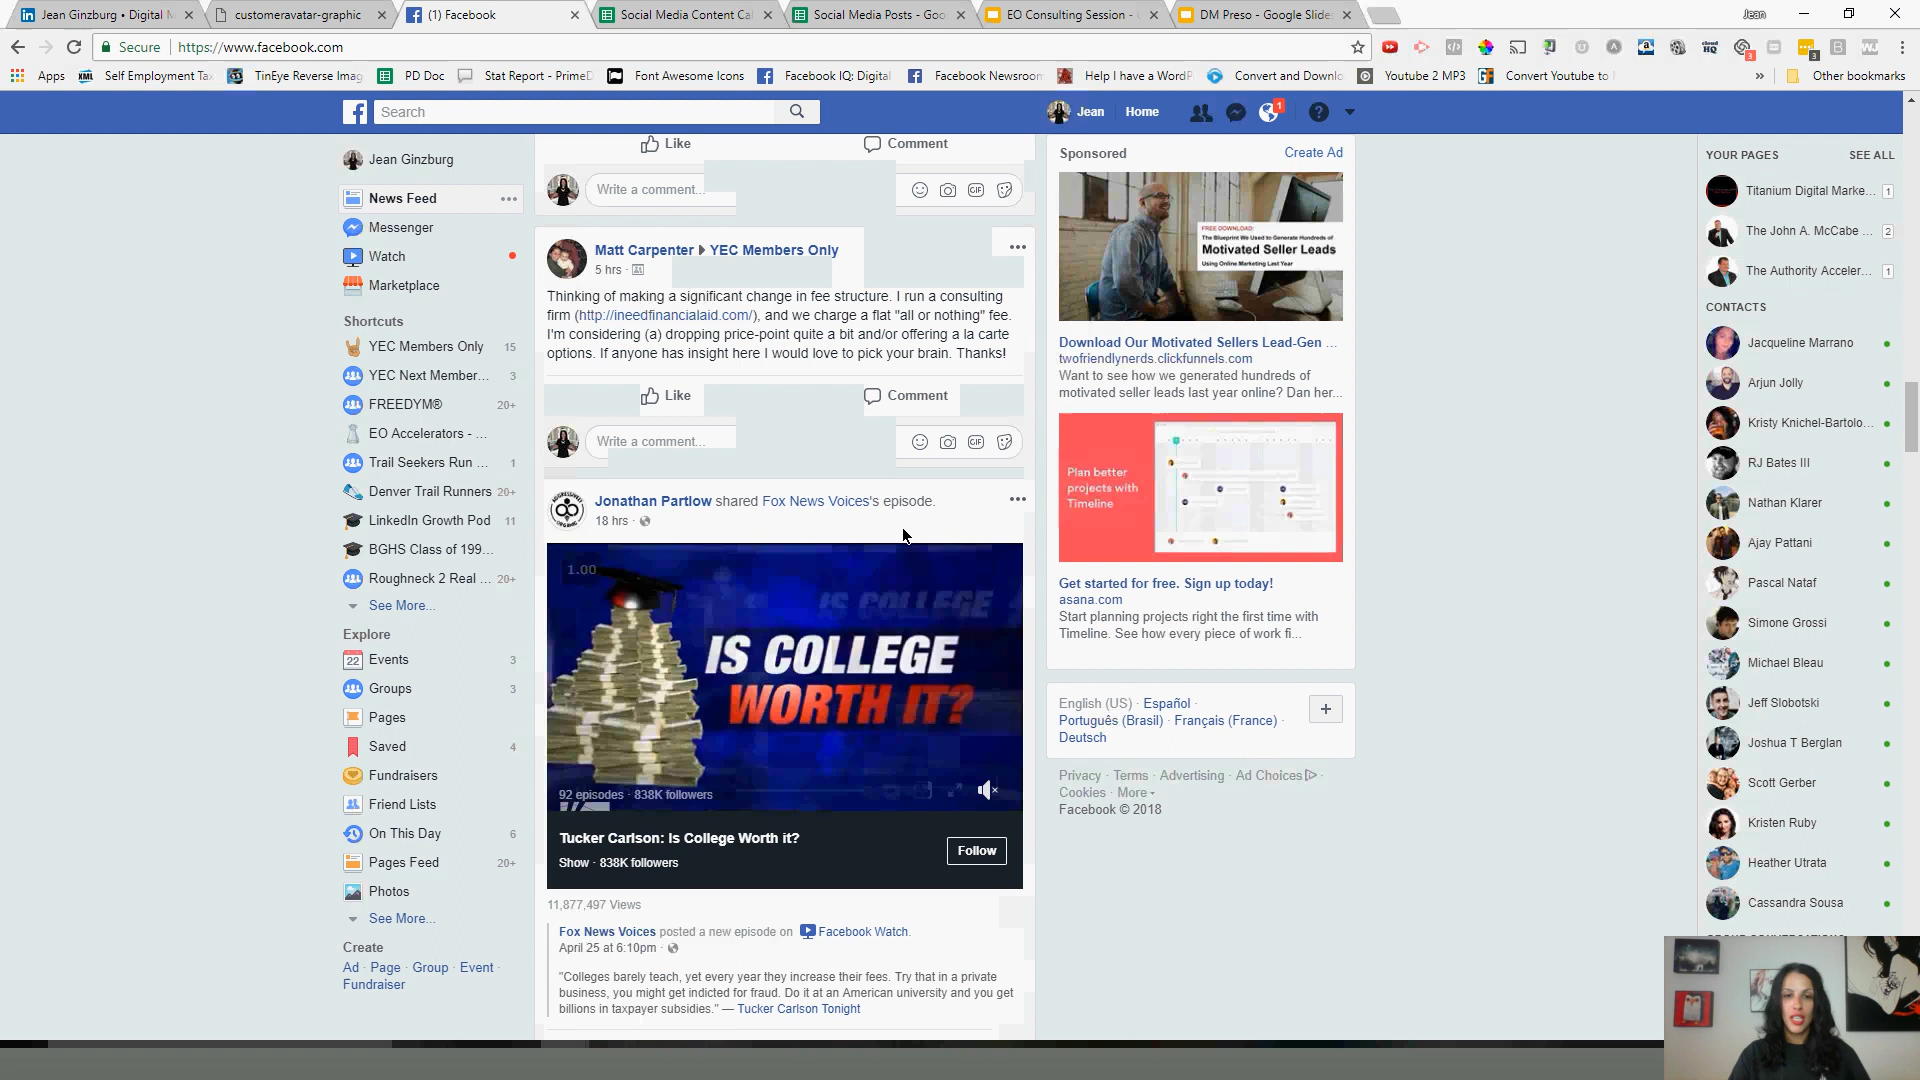 Jean Ginzburg • Digital M
customeravatar-graphic
(1) Facebook
Social Media Content Ca
Social Media Posts - Goo
EO Consulting Session -
DM Preso - Google Slides
Jean
Secure
https://www.facebook.com
Apps
Self Employment Tax
TinEye Reverse Imag
PD Doc
Stat Report - PrimeD
Font Awesome Icons
Facebook IQ: Digital
Facebook Newsroom
Help I have a WordP
Convert and Downlo
Youtube 2 MP3
Convert Youtube to
Other bookmarks
Search
Jean
Home
1
Jean Ginzburg
News Feed
Messenger
Watch
Marketplace
Shortcuts
YEC Members Only 15
YEC Next Member... 3
FREEDYM® 20+
EO Accelerators - ...
Trail Seekers Run ... 1
Denver Trail Runners 20+
LinkedIn Growth Pod 11
BGHS Class of 199...
Roughneck 2 Real ... 20+
See More...
Explore
Events 3
Groups 3
Pages
Saved 4
Fundraisers
Friend Lists
On This Day 6
Pages Feed 20+
Photos
See More...
Create
Ad · Page · Group · Event ·
Fundraiser
Like
Comment
Write a comment...
Matt Carpenter YEC Members Only
5 hrs ·
Thinking of making a significant change in fee structure. I run a consulting
firm (http://ineedfinancialaid.com/), and we charge a flat "all or nothing" fee.
I'm considering (a) dropping price-point quite a bit and/or offering a la carte
options. If anyone has insight here I would love to pick your brain. Thanks!
Like
Comment
Write a comment...
Jonathan Partlow shared Fox News Voices's episode.
18 hrs ·
1.00
IS COLLEGE
IS COLLEGE
WORTH IT?
92 episodes · 838K followers
Tucker Carlson: Is College Worth it?
Show · 838K followers
Follow
11,877,497 Views
Fox News Voices posted a new episode on Facebook Watch.
April 25 at 6:10pm ·
"Colleges barely teach, yet every year they increase their fees. Try that in a private
business, you might get indicted for fraud. Do it at an American university and you get
billions in taxpayer subsidies." — Tucker Carlson Tonight
Sponsored
Create Ad
FREE DOWNLOAD:
The Blueprint We Used to Generate Hundreds of
Motivated Seller Leads
Using Online Marketing Last Year
Download Our Motivated Sellers Lead-Gen ...
twofriendlynerds.clickfunnels.com
Want to see how we generated hundreds of
motivated seller leads last year online? Dan her...
Plan better
projects with
Timeline
Get started for free. Sign up today!
asana.com
Start planning projects right the first time with
Timeline. See how every piece of work fi...
English (US) · Español ·
Português (Brasil) · Français (France) ·
Deutsch
Privacy · Terms · Advertising · Ad Choices ·
Cookies · More
Facebook © 2018
YOUR PAGES
SEE ALL
Titanium Digital Marke... 1
The John A. McCabe ... 2
The Authority Acceler... 1
CONTACTS
Jacqueline Marrano
Arjun Jolly
Kristy Knichel-Bartolo...
RJ Bates III
Nathan Klarer
Ajay Pattani
Pascal Nataf
Simone Grossi
Michael Bleau
Jeff Slobotski
Joshua T Berglan
Scott Gerber
Kristen Ruby
Heather Utrata
Cassandra Sousa